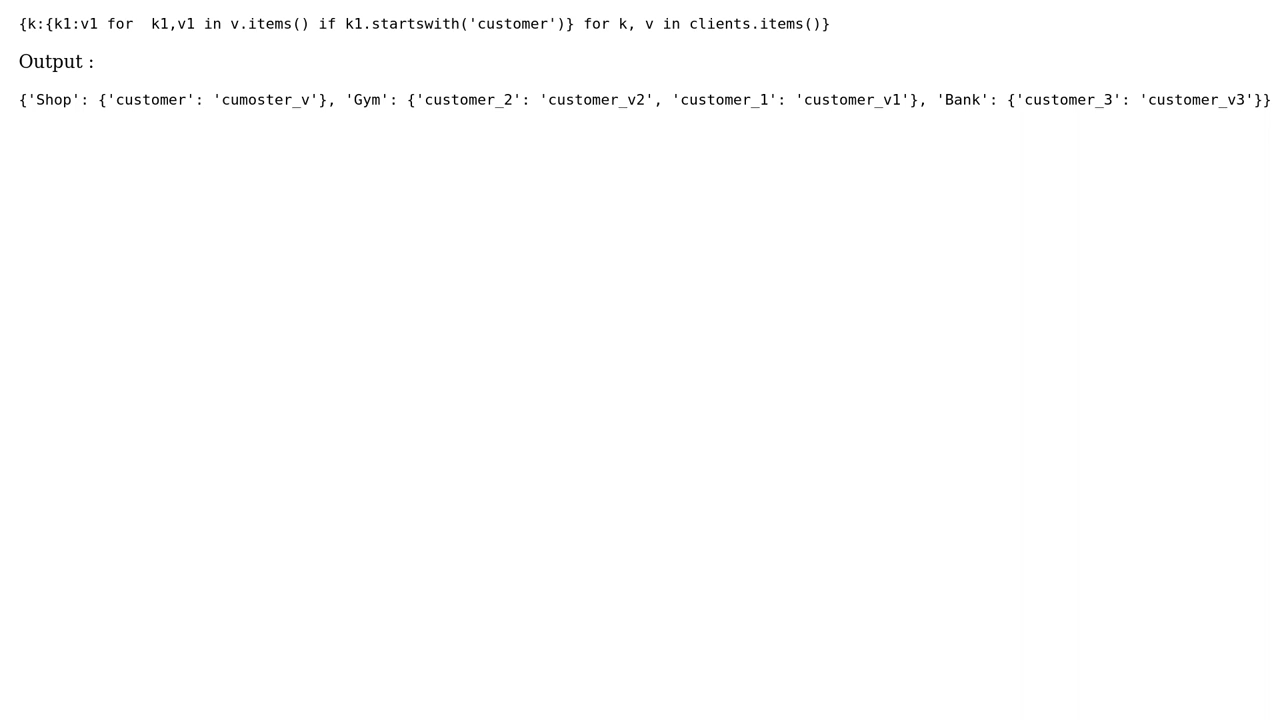 {k:{k1:v1 for  k1,v1 in v.items() if k1.startswith('customer')} for k, v in clients.items()}
Output :
{'Shop': {'customer': 'cumoster_v'}, 'Gym': {'customer_2': 'customer_v2', 'customer_1': 'customer_v1'}, 'Bank': {'customer_3': 'customer_v3'}}